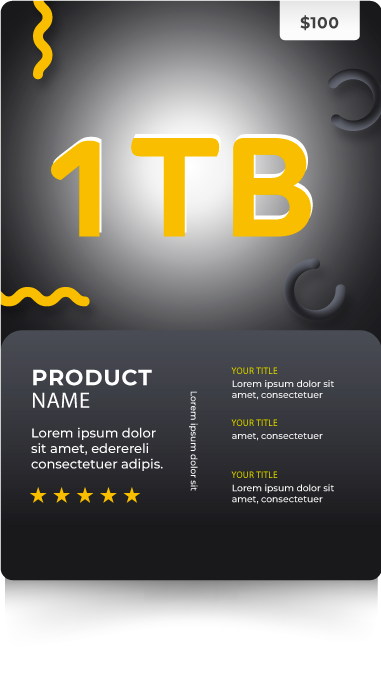 $100
1TB
PRODUCT
NAME
Lorem ipsum dolor
sit amet, ederereli
consectetuer adipis.
Lorem ipsum dolor sit
YOUR TITLE
Lorem ipsum dolor sit
amet, consectetuer
YOUR TITLE
amet, consectetuer
YOUR TITLE
Lorem ipsum dolor sit
amet, consectetuer